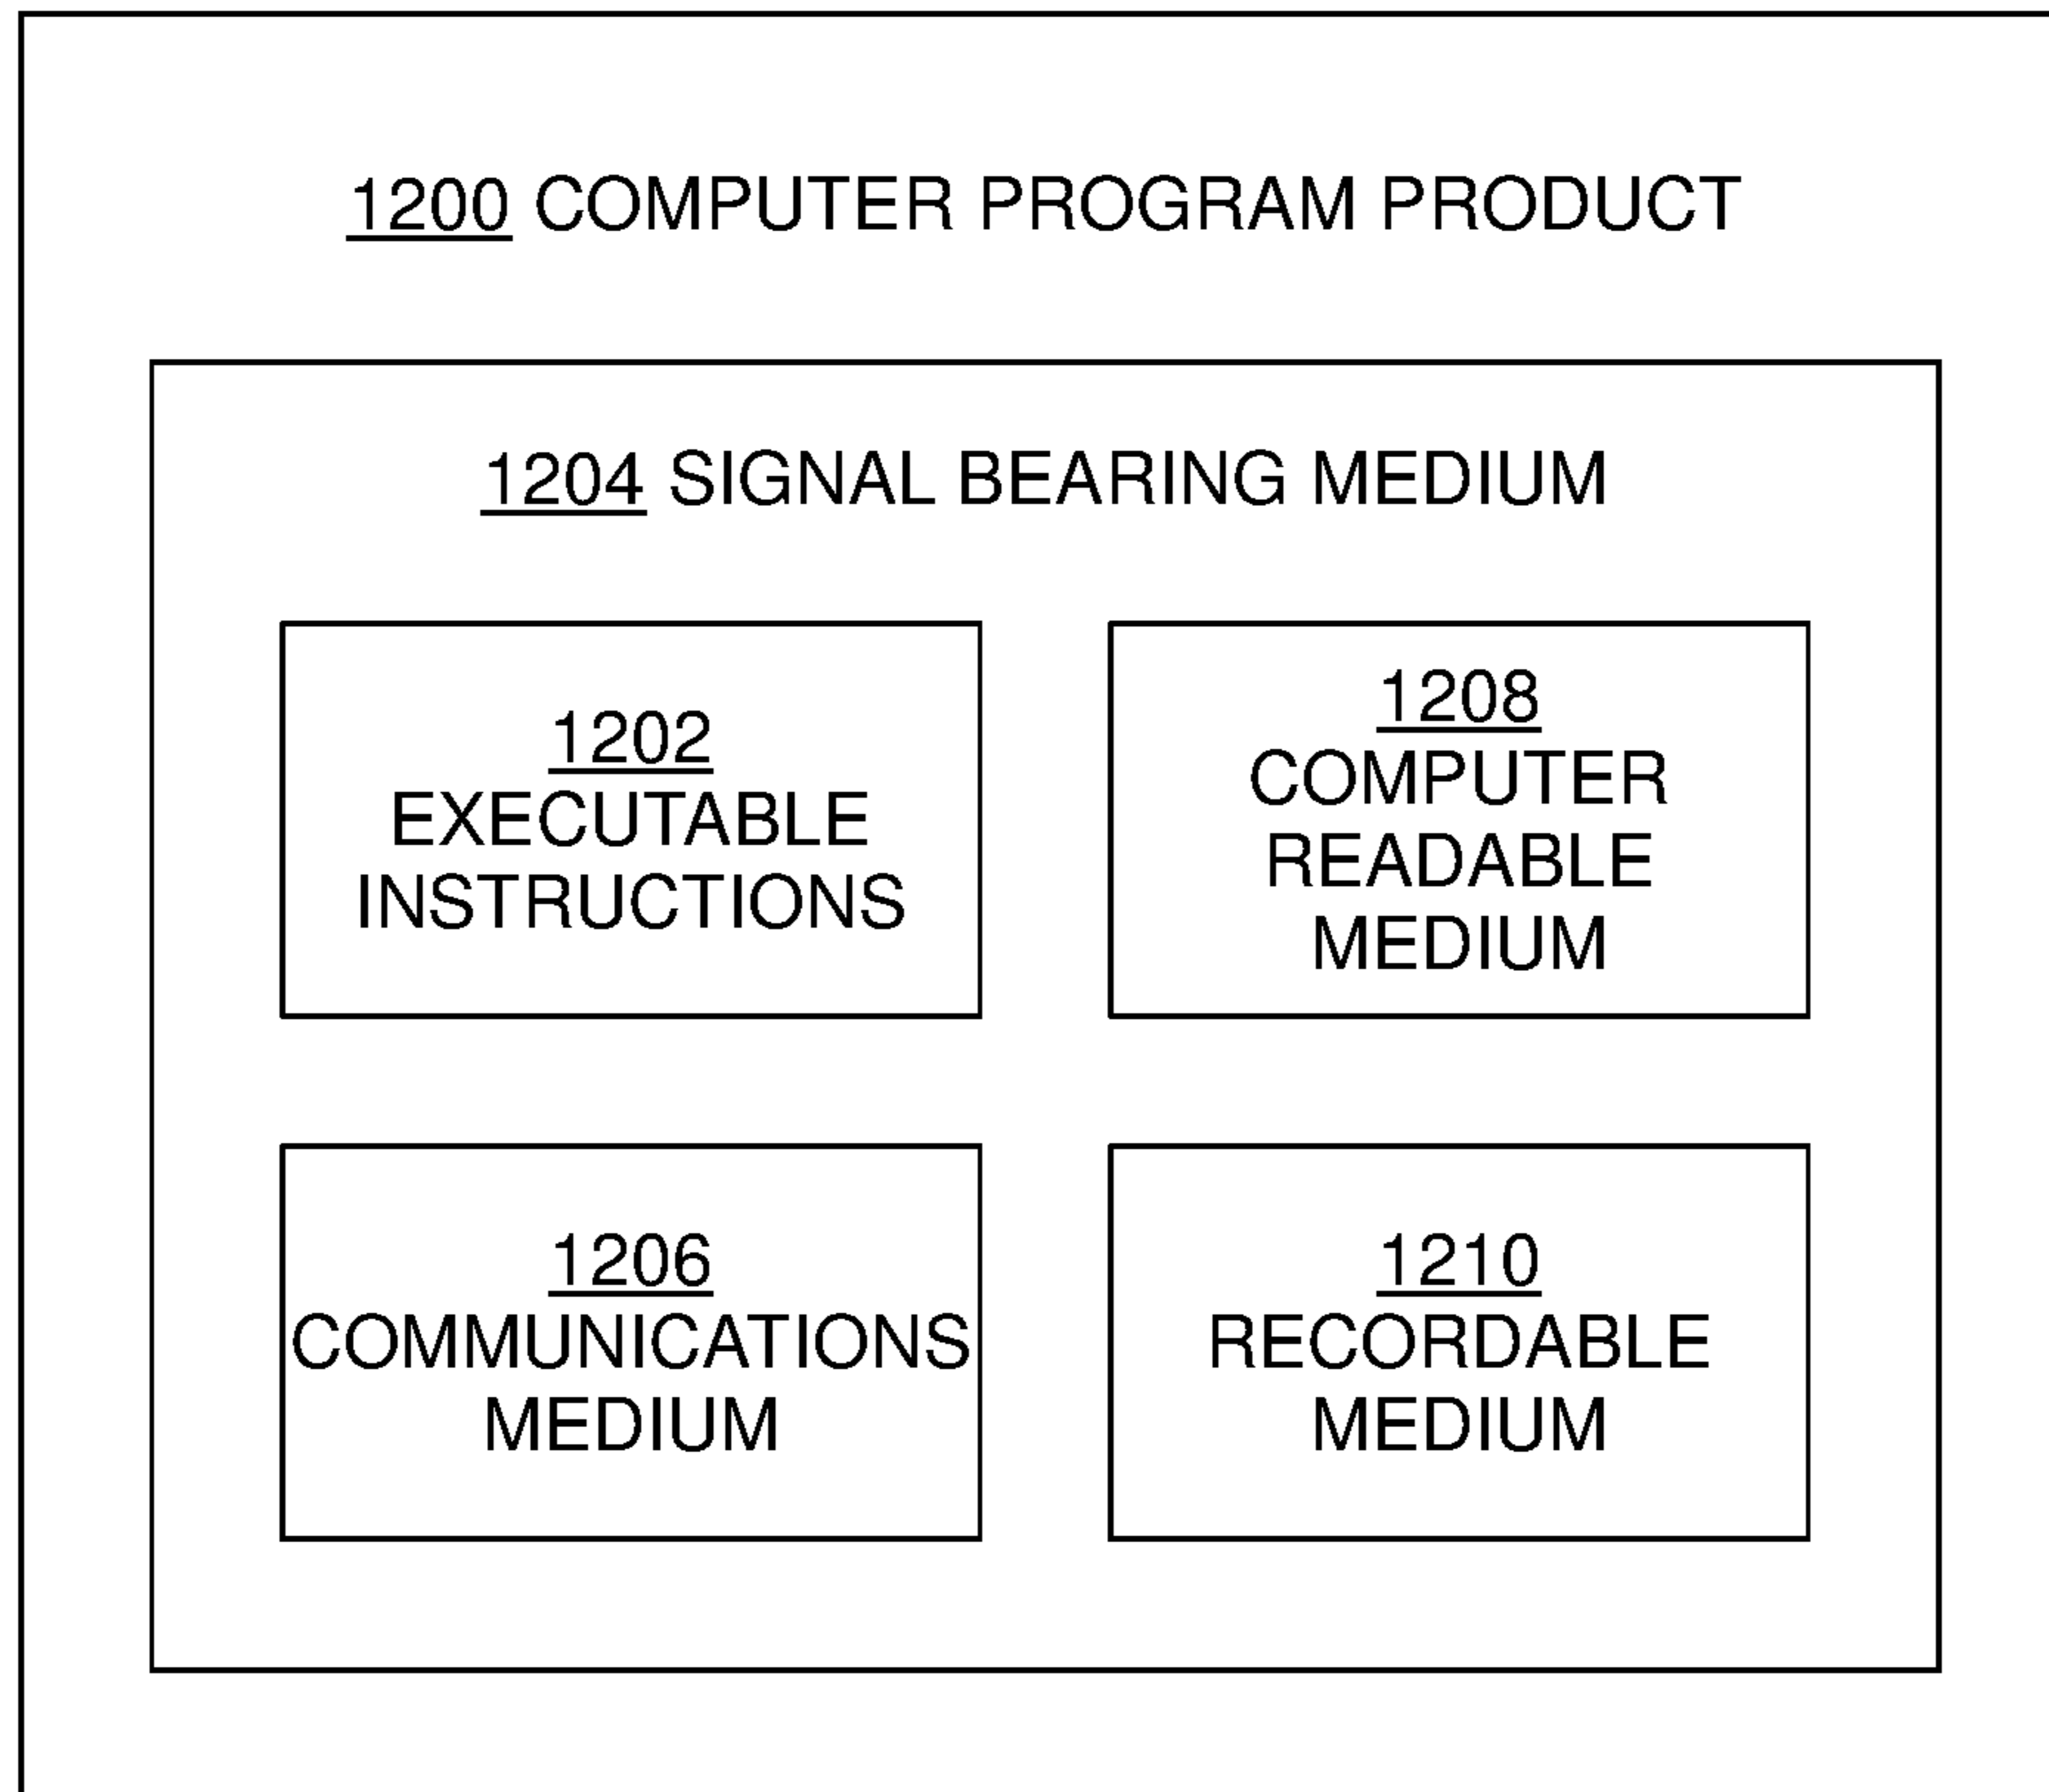 1200 COMPUTER PROGRAM PRODUCT
1204 SIGNAL BEARING MEDIUM
1202
EXECUTABLE
INSTRUCTIONS
1208
COMPUTER
READABLE
MEDIUM
1206
COMMUNICATIONS
MEDIUM
1210
RECORDABLE
MEDIUM